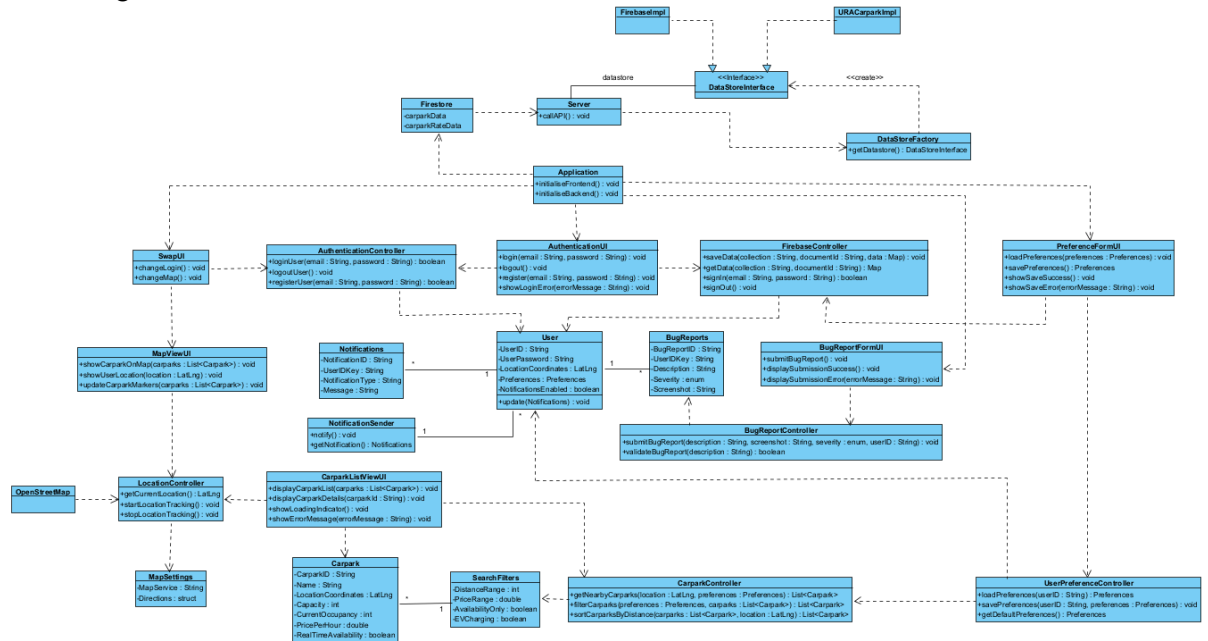 FirebaseImpl
URACarparkImpl
<<Interface>>
DataStoreInterface
datastore
<<create>>
Firestore
-carparkData
-carparkRateData
Server
+callAPI() : void
DataStoreFactory
+getDatastore() : DataStoreInterface
Application
+initialiseFrontend() : void
+initialiseBackend() : void
SwapUI
+changeLogin() : void
+changeMap() : void
AuthenticationController
+loginUser(email : String, password : String) : boolean
+logoutUser() : void
+registerUser(email : String, password : String) : boolean
AuthenticationUI
+login(email : String, password : String) : void
+logout() : void
+register(email : String, password : String) : void
+showLoginError(errorMessage : String) : void
FirebaseController
+saveData(collection : String, documentId : String, data : Map) : void
+getData(collection : String, documentId : String) : Map
+signIn(email : String, password : String) : boolean
+signOut() : void
PreferenceFormUI
+loadPreferences(preferences : Preferences) : void
+savePreferences() : Preferences
+showSaveSuccess() : void
+showSaveError(errorMessage : String) : void
MapViewUI
+showCarparkOnMap(carparks : List<Carpark>) : void
+showUserLocation(location : LatLng) : void
+updateCarparkMarkers(carparks : List<Carpark>) : void
Notifications
-NotificationID : String
-UserIDKey : String
-NotificationType : String
-Message : String
*
1
User
-UserID : String
-UserPassword : String
-LocationCoordinates : LatLng
-Preferences : Preferences
-NotificationsEnabled : boolean
+update(Notifications) : void
1
*
BugReports
-BugReportID : String
-UserIDKey : String
-Description : String
-Severity : enum
-Screenshot : String
BugReportFormUI
+submitBugReport() : void
+displaySubmissionSuccess() : void
+displaySubmissionError(errorMessage : String) : void
NotificationSender
+notify() : void
+getNotification() : Notifications
1
*
BugReportController
+submitBugReport(description : String, screenshot : String, severity : enum, userID : String) : void
+validateBugReport(description : String) : boolean
OpenStreetMap
LocationController
+getCurrentLocation() : LatLng
+startLocationTracking() : void
+stopLocationTracking() : void
CarparkListViewUI
+displayCarparkList(carparks : List<Carpark>) : void
+displayCarparkDetails(carparkId : String) : void
+showLoadingIndicator() : void
+showErrorMessage(errorMessage : String) : void
MapSettings
-MapService : String
-Directions : struct
Carpark
-CarparkID : String
-Name : String
-LocationCoordinates : LatLng
-Capacity : int
-CurrentOccupancy : int
-PricePerHour : double
-RealTimeAvailability : boolean
*
1
SearchFilters
-DistanceRange : int
-PriceRange : double
-AvailabilityOnly : boolean
-EVCharging : boolean
CarparkController
+getNearbyCarparks(location : LatLng, preferences : Preferences) : List<Carpark>
+filterCarparks(preferences : Preferences, carparks : List<Carpark>) : List<Carpark>
+sortCarparksByDistance(carparks : List<Carpark>, location : LatLng) : List<Carpark>
UserPreferenceController
+loadPreferences(userID : String) : Preferences
+savePreferences(userID : String, preferences : Preferences) : void
+getDefaultPreferences() : Preferences